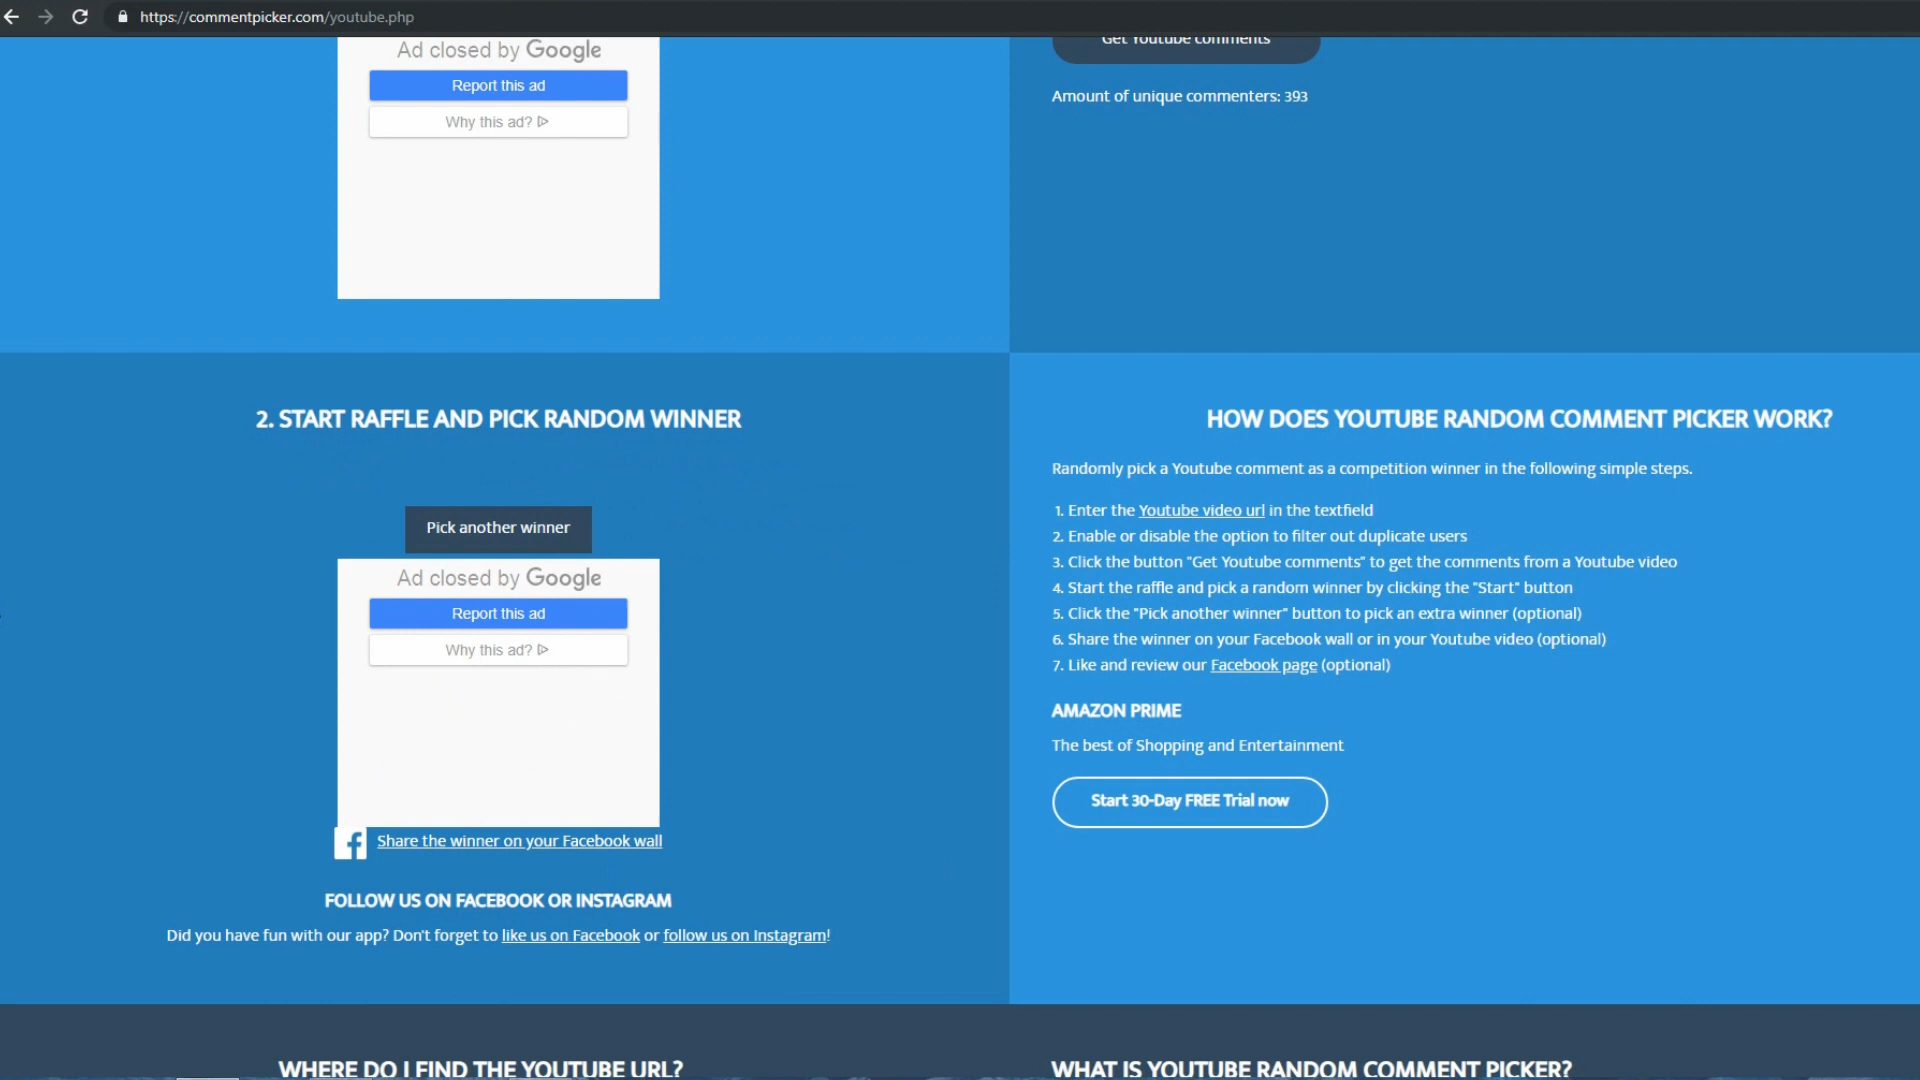 https://commentpicker.com/youtube.php
Ad closed by Google
Report this ad
Why this ad?
Get Youtube comments
Amount of unique commenters: 393
2. START RAFFLE AND PICK RANDOM WINNER
Pick another winner
Ad closed by Google
Report this ad
Why this ad?
Share the winner on your Facebook wall
FOLLOW US ON FACEBOOK OR INSTAGRAM
Did you have fun with our app? Don't forget to like us on Facebook or follow us on Instagram!
HOW DOES YOUTUBE RANDOM COMMENT PICKER WORK?
Randomly pick a Youtube comment as a competition winner in the following simple steps.
1. Enter the Youtube video url in the textfield
2. Enable or disable the option to filter out duplicate users
3. Click the button "Get Youtube comments" to get the comments from a Youtube video
4. Start the raffle and pick a random winner by clicking the "Start" button
5. Click the "Pick another winner" button to pick an extra winner (optional)
6. Share the winner on your Facebook wall or in your Youtube video (optional)
7. Like and review our Facebook page (optional)
AMAZON PRIME
The best of Shopping and Entertainment
Start 30-Day FREE Trial now
WHERE DO I FIND THE YOUTUBE URL?
WHAT IS YOUTUBE RANDOM COMMENT PICKER?